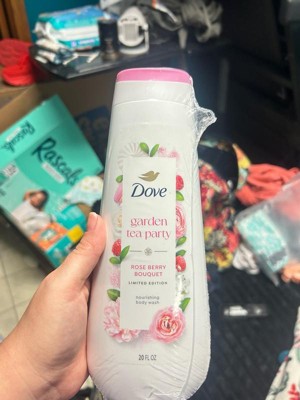 Dove
garden
tea party
ROSE BERRY
BOUQUET
LIMITED EDITION
nourishing
body wash
20 FL OZ
Rascals